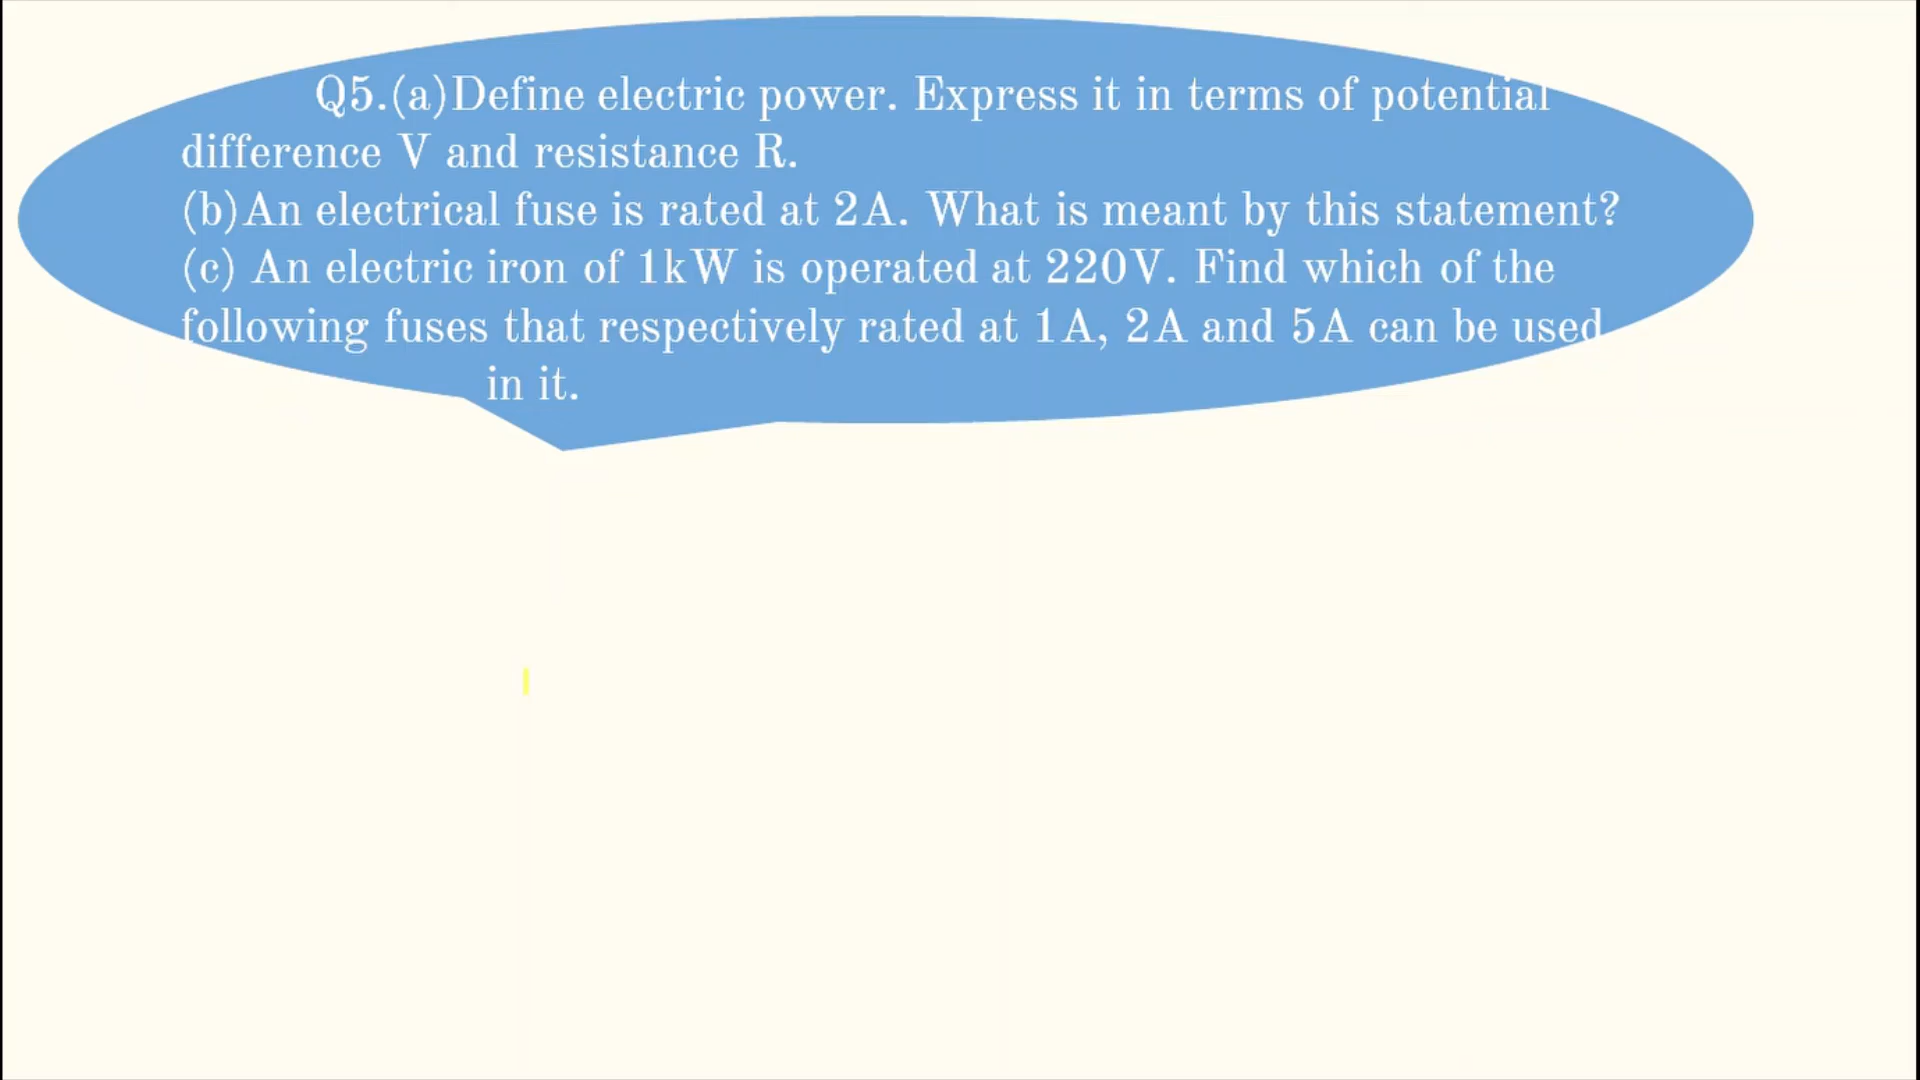 Q5.(a)Define electric power. Express it in terms of potential
difference V and resistance R.
(b)An electrical fuse is rated at 2A. What is meant by this statement?
(c) An electric iron of 1kW is operated at 220V. Find which of the
following fuses that respectively rated at 1A, 2A and 5A can be used
in it.